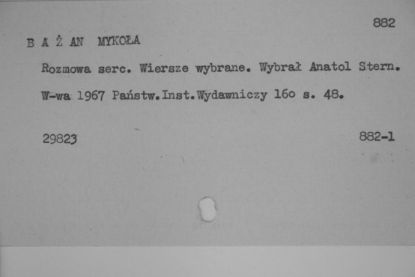 882
B A Ż AN MYKOŁA
Rozmowa serc. Wiersze wybrane. Wybrał Anatol Stern.
W-wa 1967 Państw.Inst.Wydawniczy 160 s. 48.
29823 882-1